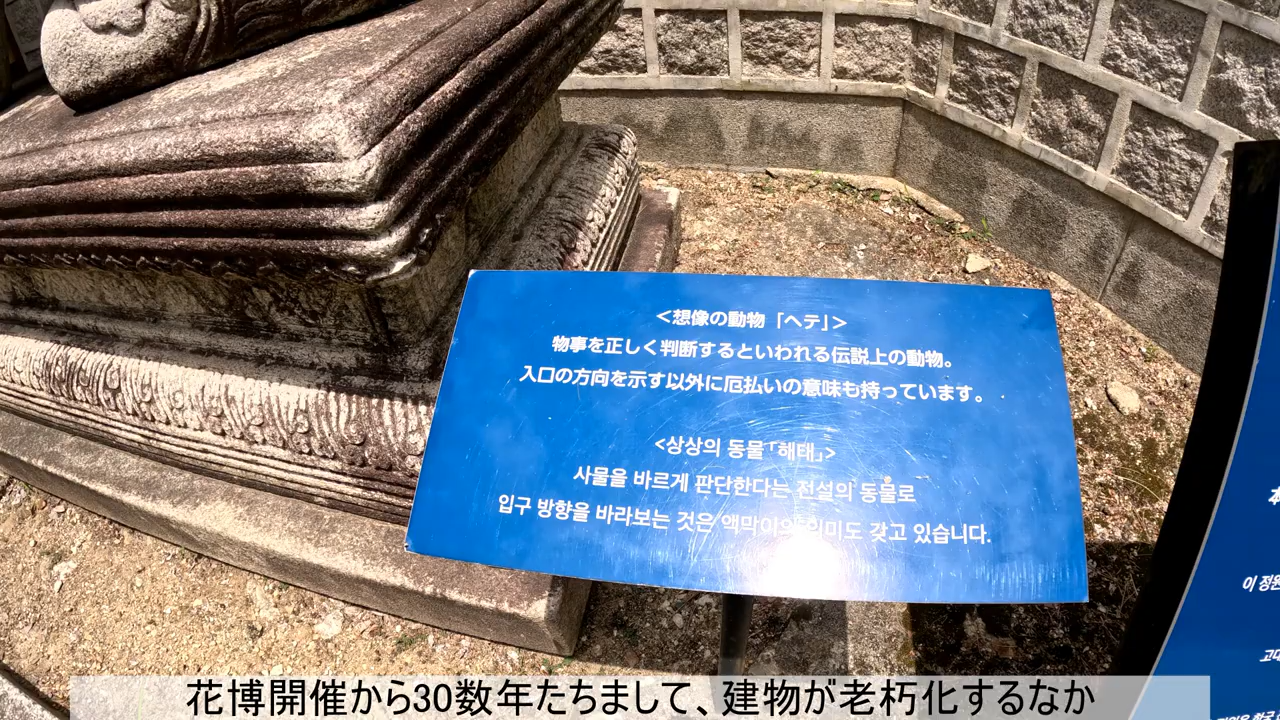 <想像の動物「ヘテ」>
物事を正しく判断するといわれる伝説上の動物。
入口の方向を示す以外に厄払いの意味も持っています。
<상상의 동물「해태」>
사물을 바르게 판단한다는 전설의 동물로
입구 방향을 바라보는 것은 액막이의 의미도 갖고 있습니다.
本
이 정원
고대
花博開催から30数年たちまして、建物が老朽化するなか